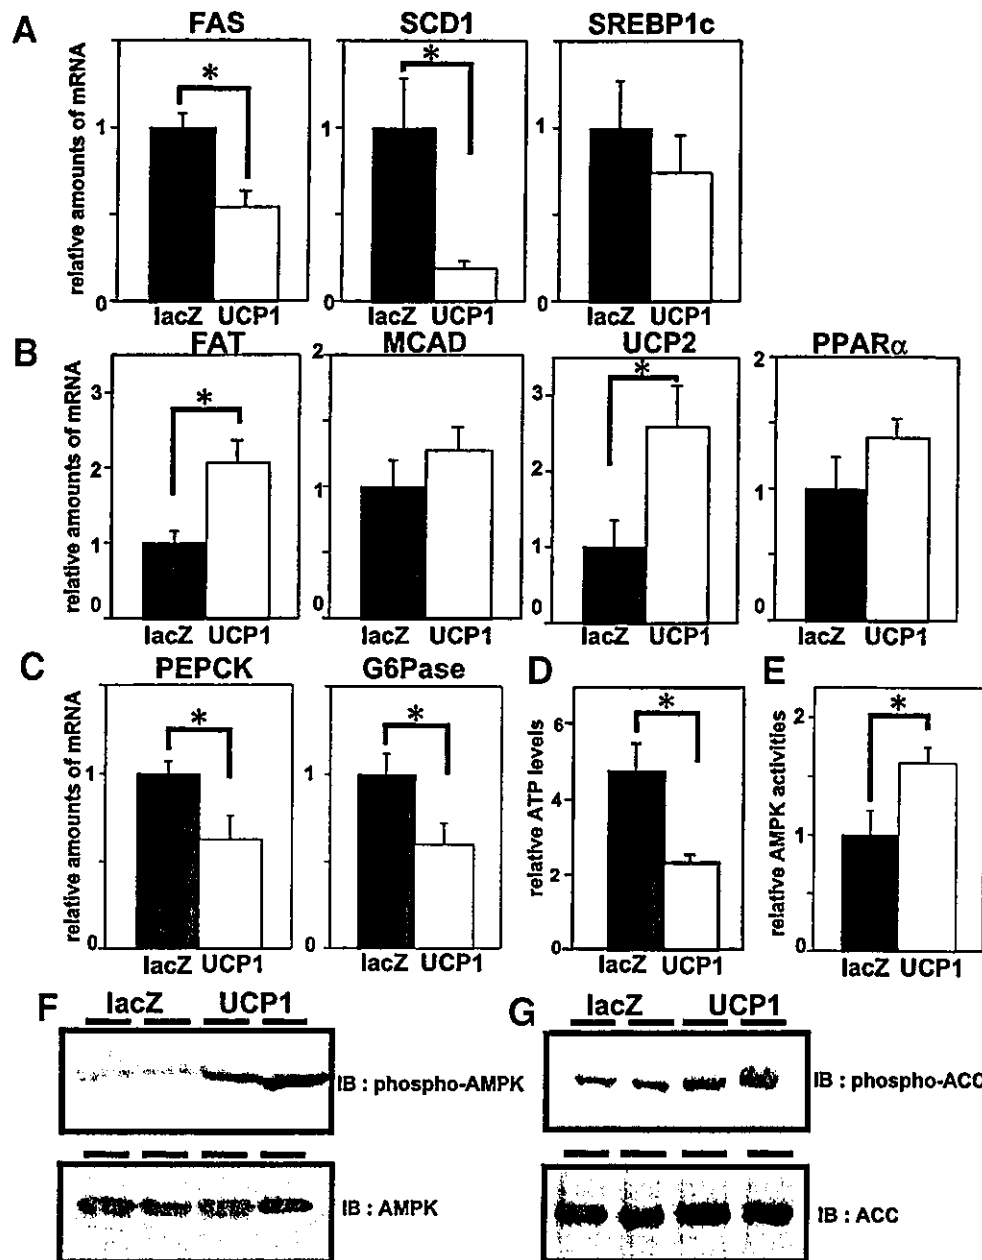 A
FAS SCD1 SREBP1c
relative amounts of mRNA
*
*
1
0
1
0
1
0
lacZ UCP1
lacZ UCP1
lacZ UCP1
B
FAT MCAD UCP2 PPARα
relative amounts of mRNA
*
*
3
2
1
0
2
1
0
3
2
1
0
2
1
0
lacZ UCP1
lacZ UCP1
lacZ UCP1
lacZ UCP1
C
PEPCK G6Pase
relative amounts of mRNA
*
*
1
0
1
0
lacZ UCP1
lacZ UCP1
D
relative ATP levels
*
6
4
2
0
lacZ UCP1
E
relative AMPK activities
*
2
1
0
lacZ UCP1
F
lacZ UCP1
IB : phospho-AMPK
IB : AMPK
G
lacZ UCP1
IB : phospho-ACC
IB : ACC